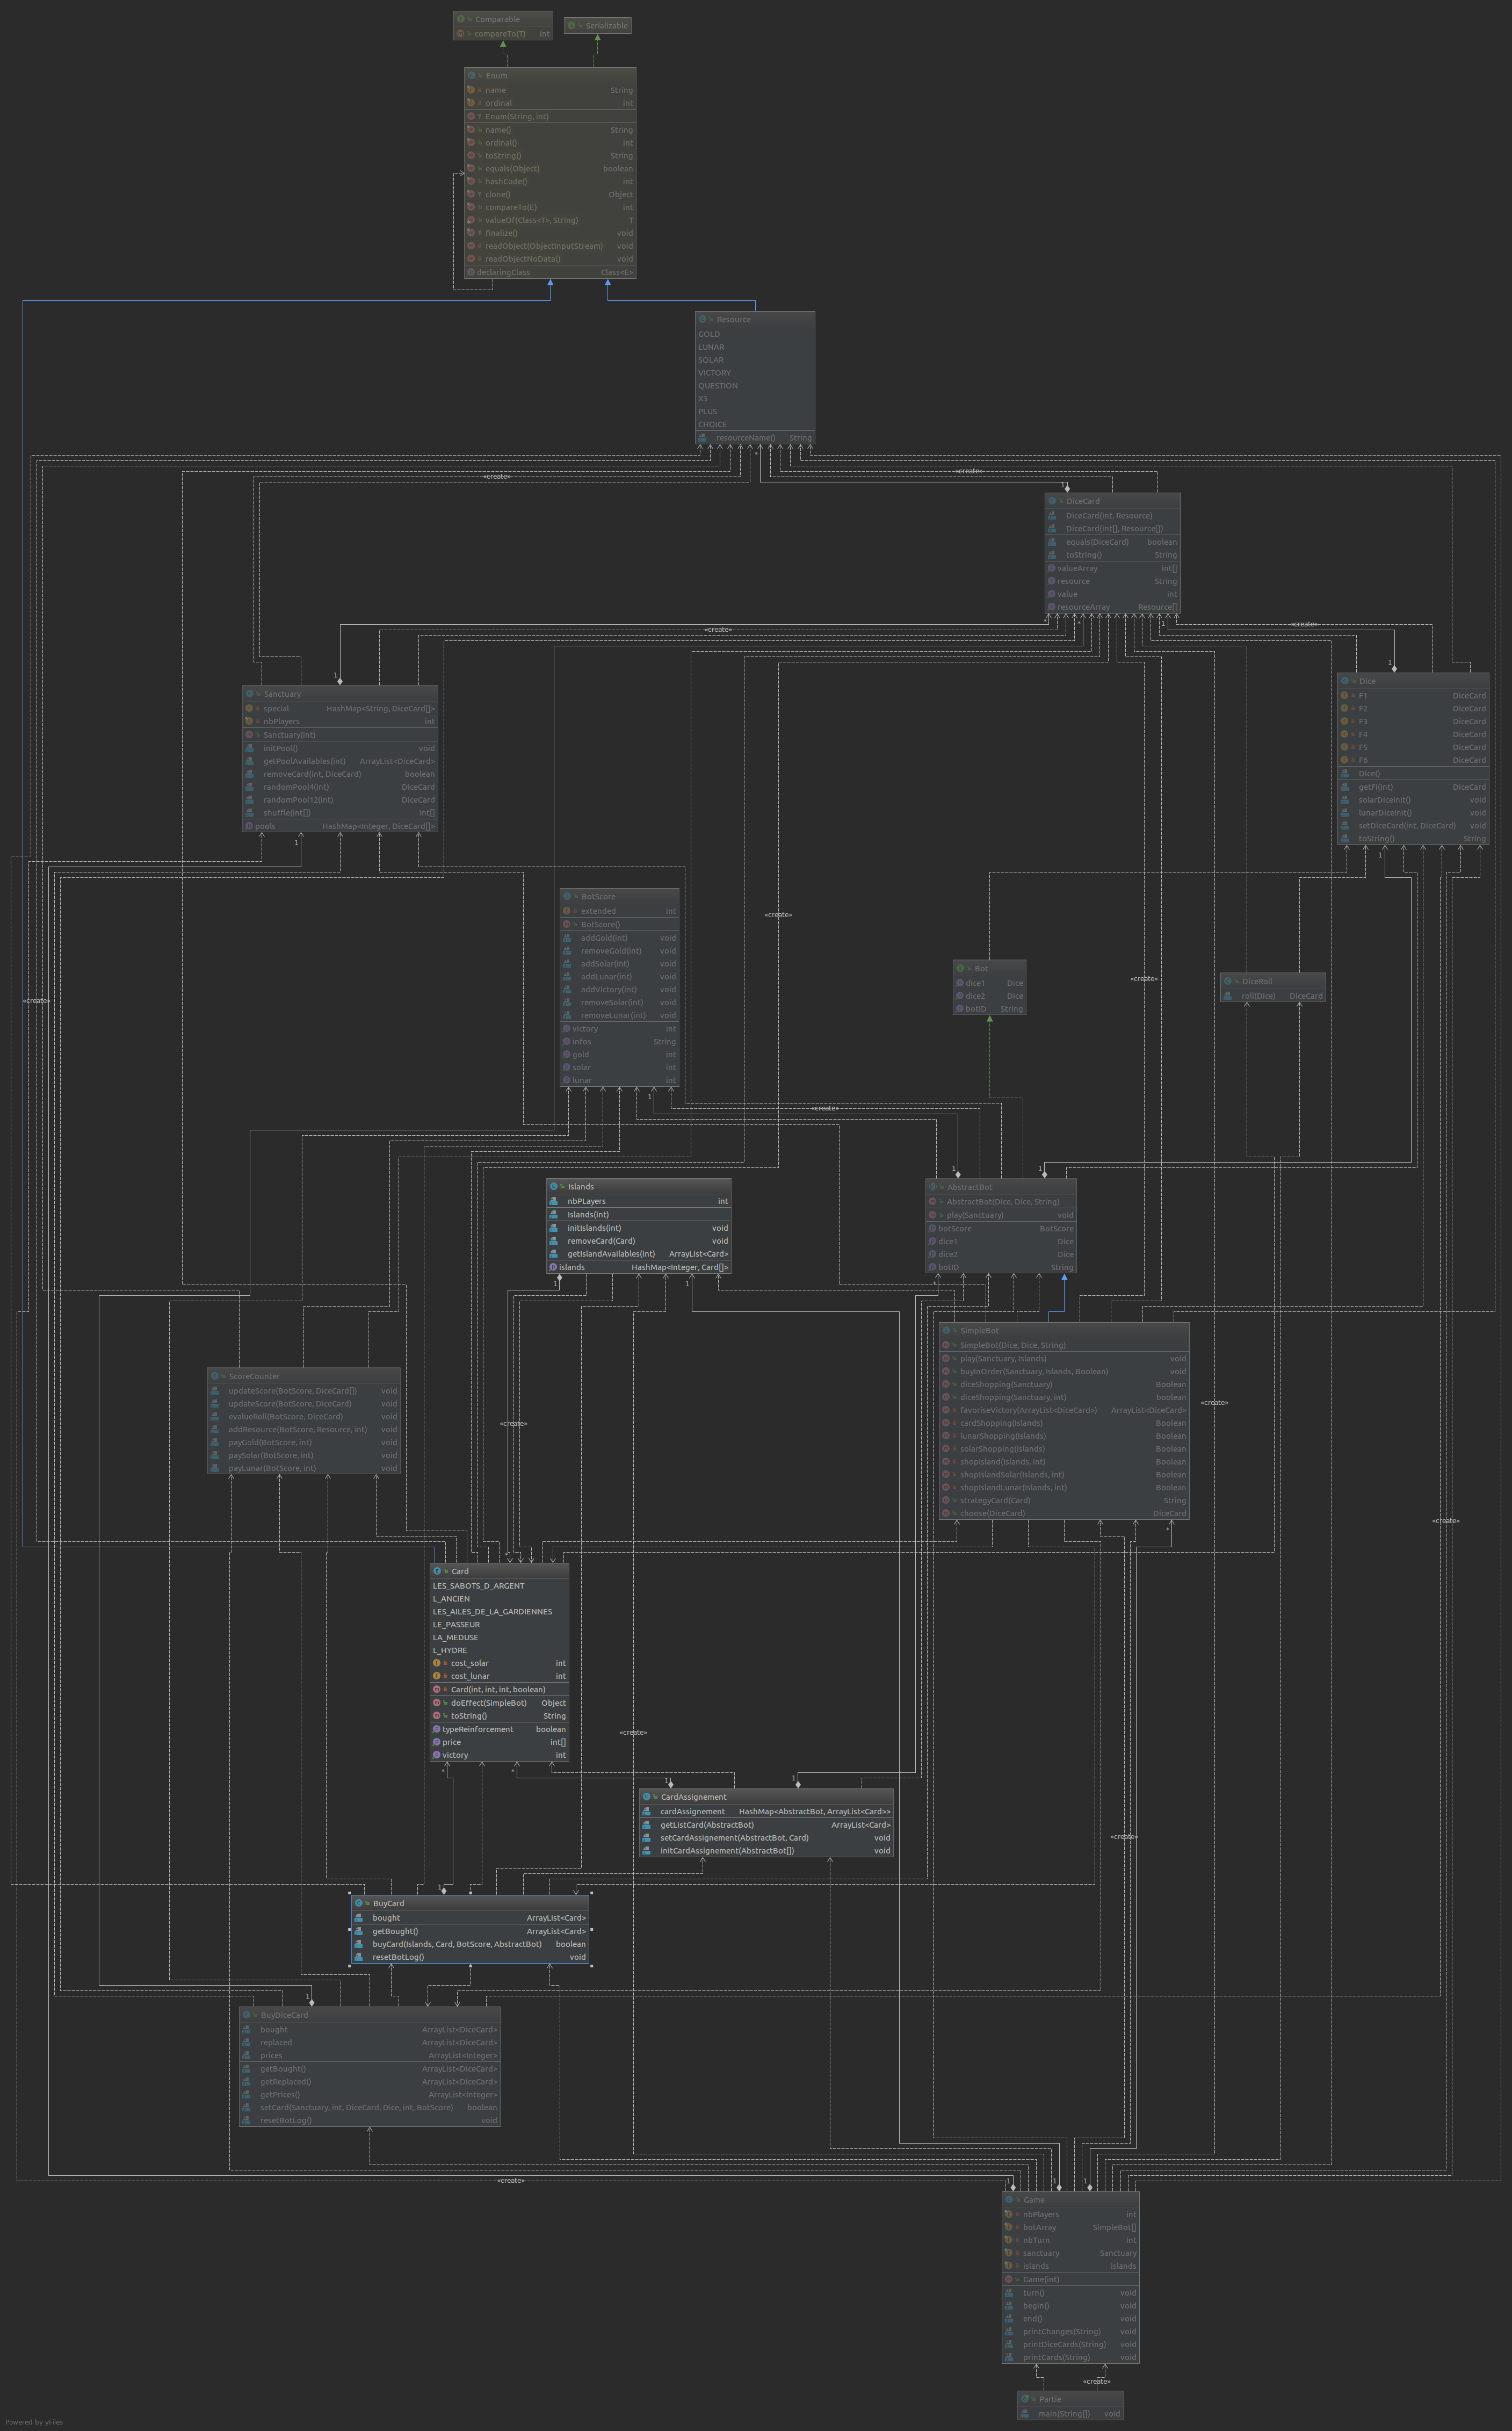 Comparable
compareTo(T) int
Serializable
Enum
name String
ordinal int
Enum(String, int)
name() String
ordinal() int
toString() String
equals(Object) boolean
hashCode() int
clone() Object
compareTo(E) int
valueOf(Class<T>, String) T
finalize() void
readObject(ObjectInputStream) void
readObjectNoData() void
declaringClass Class<E>
Resource
GOLD
LUNAR
SOLAR
VICTORY
QUESTION
X3
PLUS
CHOICE
resourceName() String
«create»
«create»
*
1
DiceCard
DiceCard(int, Resource)
DiceCard(int[], Resource[])
equals(DiceCard) boolean
toString() String
valueArray int[]
resource String
value int
resourceArray Resource[]
* * 1
«create»
«create»
1
1
Sanctuary
special HashMap<String, DiceCard[]>
nbPlayers int
Sanctuary(int)
initPool() void
getPoolAvailables(int) ArrayList<DiceCard>
removeCard(int, DiceCard) boolean
randomPool4(int) DiceCard
randomPool12(int) DiceCard
shuffle(int[]) int[]
pools HashMap<Integer, DiceCard[]>
1
Dice
F1 DiceCard
F2 DiceCard
F3 DiceCard
F4 DiceCard
F5 DiceCard
F6 DiceCard
Dice()
getFi(int) DiceCard
solarDiceInit() void
lunarDiceInit() void
setDiceCard(int, DiceCard) void
toString() String
1
BotScore
extended int
BotScore()
addGold(int) void
removeGold(int) void
addSolar(int) void
addLunar(int) void
addVictory(int) void
removeSolar(int) void
removeLunar(int) void
victory int
infos String
gold int
solar int
lunar int
1
«create»
«create»
«create»
Bot
dice1 Dice
dice2 Dice
botID String
DiceRoll
roll(Dice) DiceCard
«create»
1
1
Islands
nbPLayers int
Islands(int)
initIslands(int) void
removeCard(Card) void
getIslandAvailables(int) ArrayList<Card>
islands HashMap<Integer, Card[]>
1
1
AbstractBot
AbstractBot(Dice, Dice, String)
play(Sanctuary) void
botScore BotScore
dice1 Dice
dice2 Dice
botID String
*
SimpleBot
SimpleBot(Dice, Dice, String)
play(Sanctuary, Islands) void
buyInOrder(Sanctuary, Islands, Boolean) void
diceShopping(Sanctuary) Boolean
diceShopping(Sanctuary, int) boolean
favoriseVictory(ArrayList<DiceCard>) ArrayList<DiceCard>
cardShopping(Islands) Boolean
lunarShopping(Islands) Boolean
solarShopping(Islands) Boolean
shopIsland(Islands, int) Boolean
shopIslandSolar(Islands, int) Boolean
shopIslandLunar(Islands, int) Boolean
strategyCard(Card) String
choose(DiceCard) DiceCard
*
ScoreCounter
updateScore(BotScore, DiceCard[]) void
updateScore(BotScore, DiceCard) void
evalueRoll(BotScore, DiceCard) void
addResource(BotScore, Resource, int) void
payGold(BotScore, int) void
paySolar(BotScore, int) void
payLunar(BotScore, int) void
«create»
«create»
«create»
*
Card
LES_SABOTS_D_ARGENT
L_ANCIEN
LES_AILES_DE_LA_GARDIENNES
LE_PASSEUR
LA_MEDUSE
L_HYDRE
cost_solar int
cost_lunar int
Card(int, int, int, boolean)
doEffect(SimpleBot) Object
toString() String
typeReinforcement boolean
price int[]
victory int
* *
«create»
1
1
CardAssignement
cardAssignement HashMap<AbstractBot, ArrayList<Card>>
getListCard(AbstractBot) ArrayList<Card>
setCardAssignement(AbstractBot, Card) void
initCardAssignement(AbstractBot[]) void
«create»
1
BuyCard
bought ArrayList<Card>
getBought() ArrayList<Card>
buyCard(Islands, Card, BotScore, AbstractBot) boolean
resetBotLog() void
1
BuyDiceCard
bought ArrayList<DiceCard>
replaced ArrayList<DiceCard>
prices ArrayList<Integer>
getBought() ArrayList<DiceCard>
getReplaced() ArrayList<DiceCard>
getPrices() ArrayList<Integer>
setCard(Sanctuary, int, DiceCard, Dice, int, BotScore) boolean
resetBotLog() void
«create»
1 1 1
Game
nbPlayers int
botArray SimpleBot[]
nbTurn int
sanctuary Sanctuary
islands Islands
Game(int)
turn() void
begin() void
end() void
printChanges(String) void
printDiceCards(String) void
printCards(String) void
«create»
Partie
main(String[]) void
Powered by yFiles